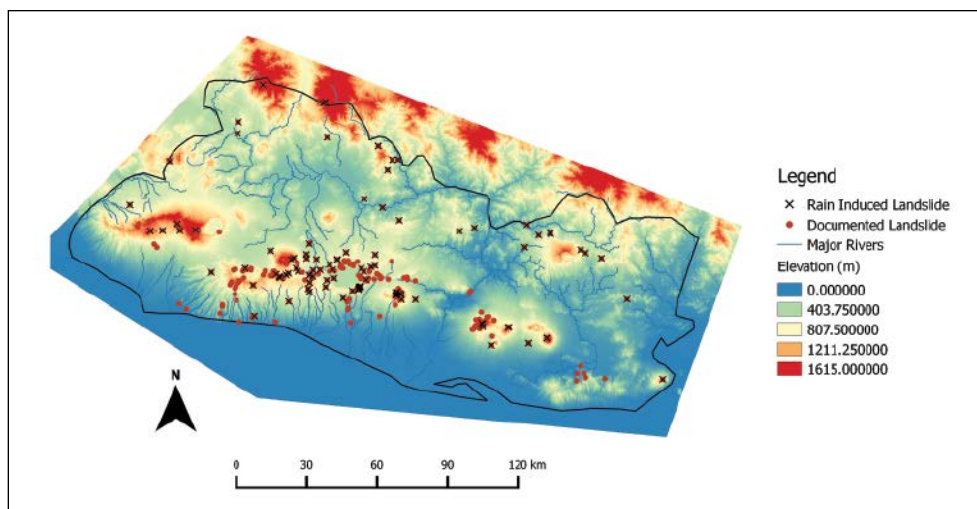 Legend
Rain Induced Landslide
Documented Landslide
Major Rivers
Elevation (m)
0.000000
403.750000
807.500000
1211.250000
1615.000000
N
0 30 60 90 120 km